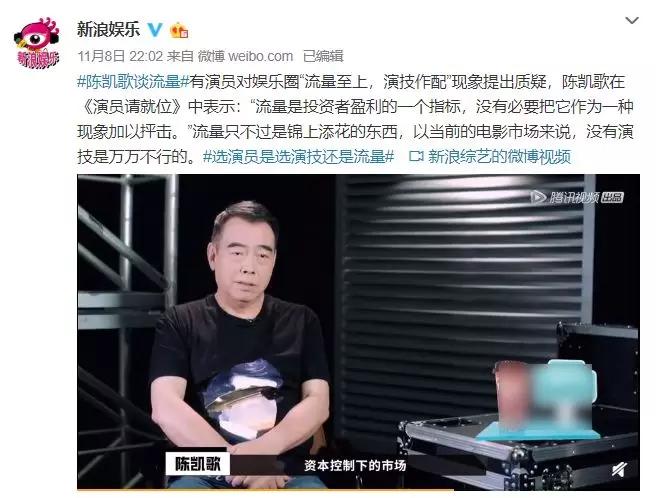 新浪娱乐
新浪娱乐
11月8日 22:02 来自 微博 weibo.com 已编辑
#陈凯歌谈流量#有演员对娱乐圈“流量至上，演技作配”现象提出质疑，陈凯歌在
《演员请就位》中表示：“流量是投资者盈利的一个指标，没有必要把它作为一种
现象加以抨击。”流量只不过是锦上添花的东西，以当前的电影市场来说，没有演
技是万万不行的。#选演员是选演技还是流量# 新浪综艺的微博视频
腾讯视频 出品
陈凯歌
资本控制下的市场